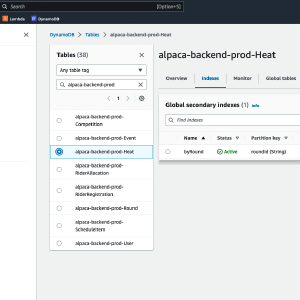 Search
[Option+S]
Lambda
DynamoDB
DynamoDB > Tables > alpaca-backend-prod-Heat
Tables (38)
Any table tag
alpaca-backend-prod
1
alpaca-backend-prod-
Competition
alpaca-backend-prod-Event
alpaca-backend-prod-Heat
alpaca-backend-prod-
RiderAllocation
alpaca-backend-prod-
RiderRegistration
alpaca-backend-prod-Round
alpaca-backend-prod-
ScheduleItem
alpaca-backend-prod-User
alpaca-backend-prod-Heat
Overview
Indexes
Monitor
Global tables
Global secondary indexes (1)
Info
Find indexes
Name
Status
Partition key
byRound
Active
roundId (String)